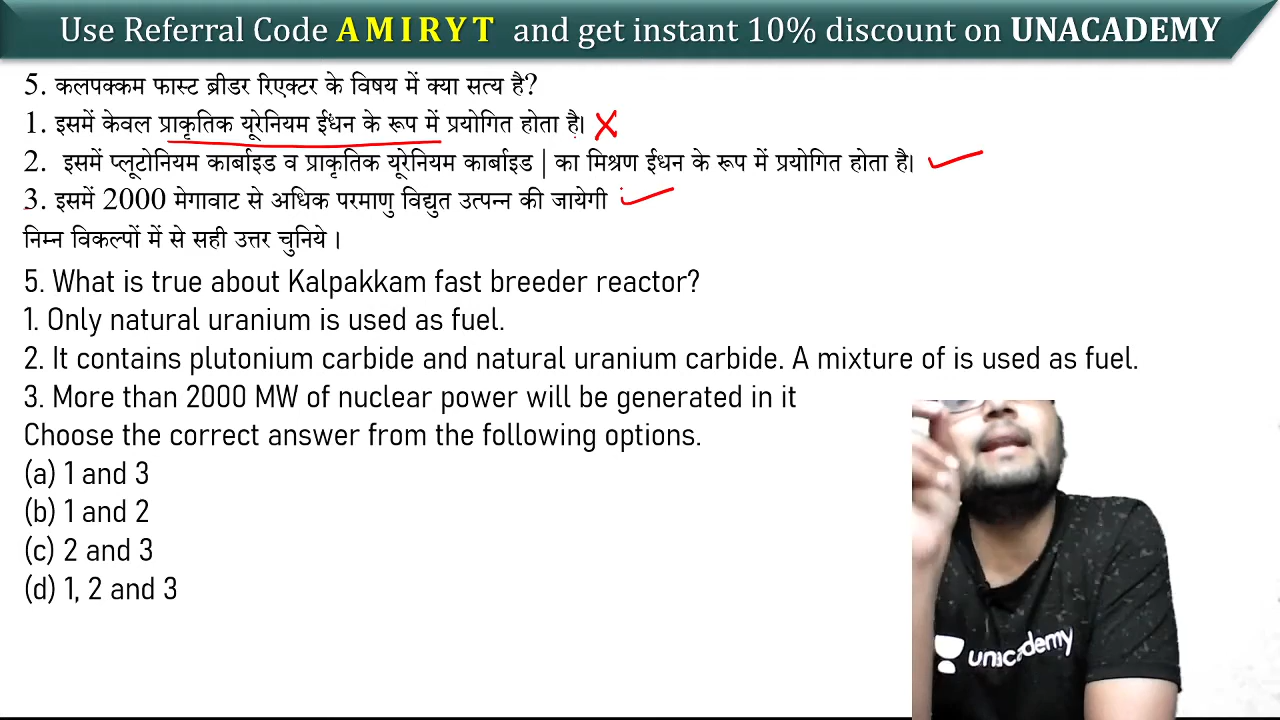 Use Referral Code AMIRYT and get instant 10% discount on UNACADEMY
5. कलपक्कम फास्ट ब्रीडर रिएक्टर के विषय में क्या सत्य है?
1. इसमें केवल प्राकृतिक यूरेनियम ईंधन के रूप में प्रयोगित होता है।
2. इसमें प्लूटोनियम कार्बाइड व प्राकृतिक यूरेनियम कार्बाइड | का मिश्रण ईंधन के रूप में प्रयोगित होता है।
3. इसमें 2000 मेगावाट से अधिक परमाणु विद्युत उत्पन्न की जायेगी
निम्न विकल्पों में से सही उत्तर चुनिये ।
5. What is true about Kalpakkam fast breeder reactor?
1. Only natural uranium is used as fuel.
2. It contains plutonium carbide and natural uranium carbide. A mixture of is used as fuel.
3. More than 2000 MW of nuclear power will be generated in it
Choose the correct answer from the following options.
(a) 1 and 3
(b) 1 and 2
(c) 2 and 3
(d) 1, 2 and 3
unacademy